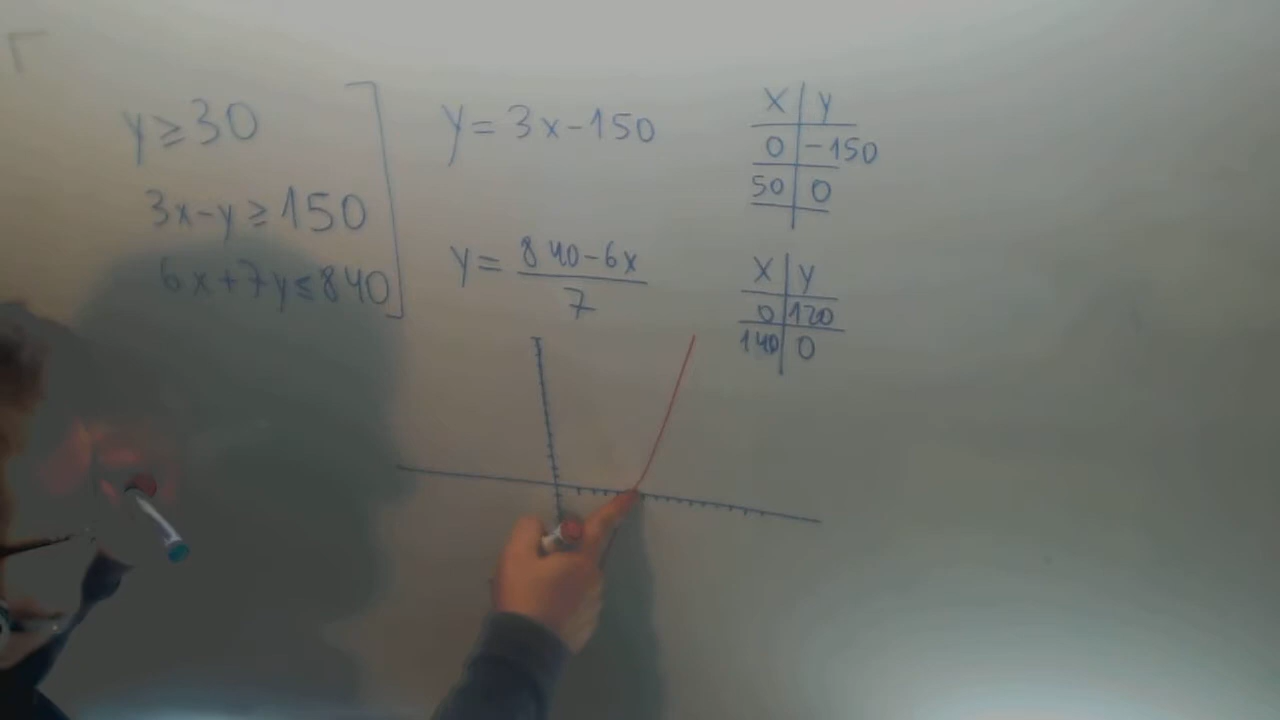 y ≥ 30
3x - y ≥ 150
6x + 7y ≤ 840
y = 3x - 150
y = 840 - 6x / 7
x y
0 -150
50 0
x y
0 120
140 0